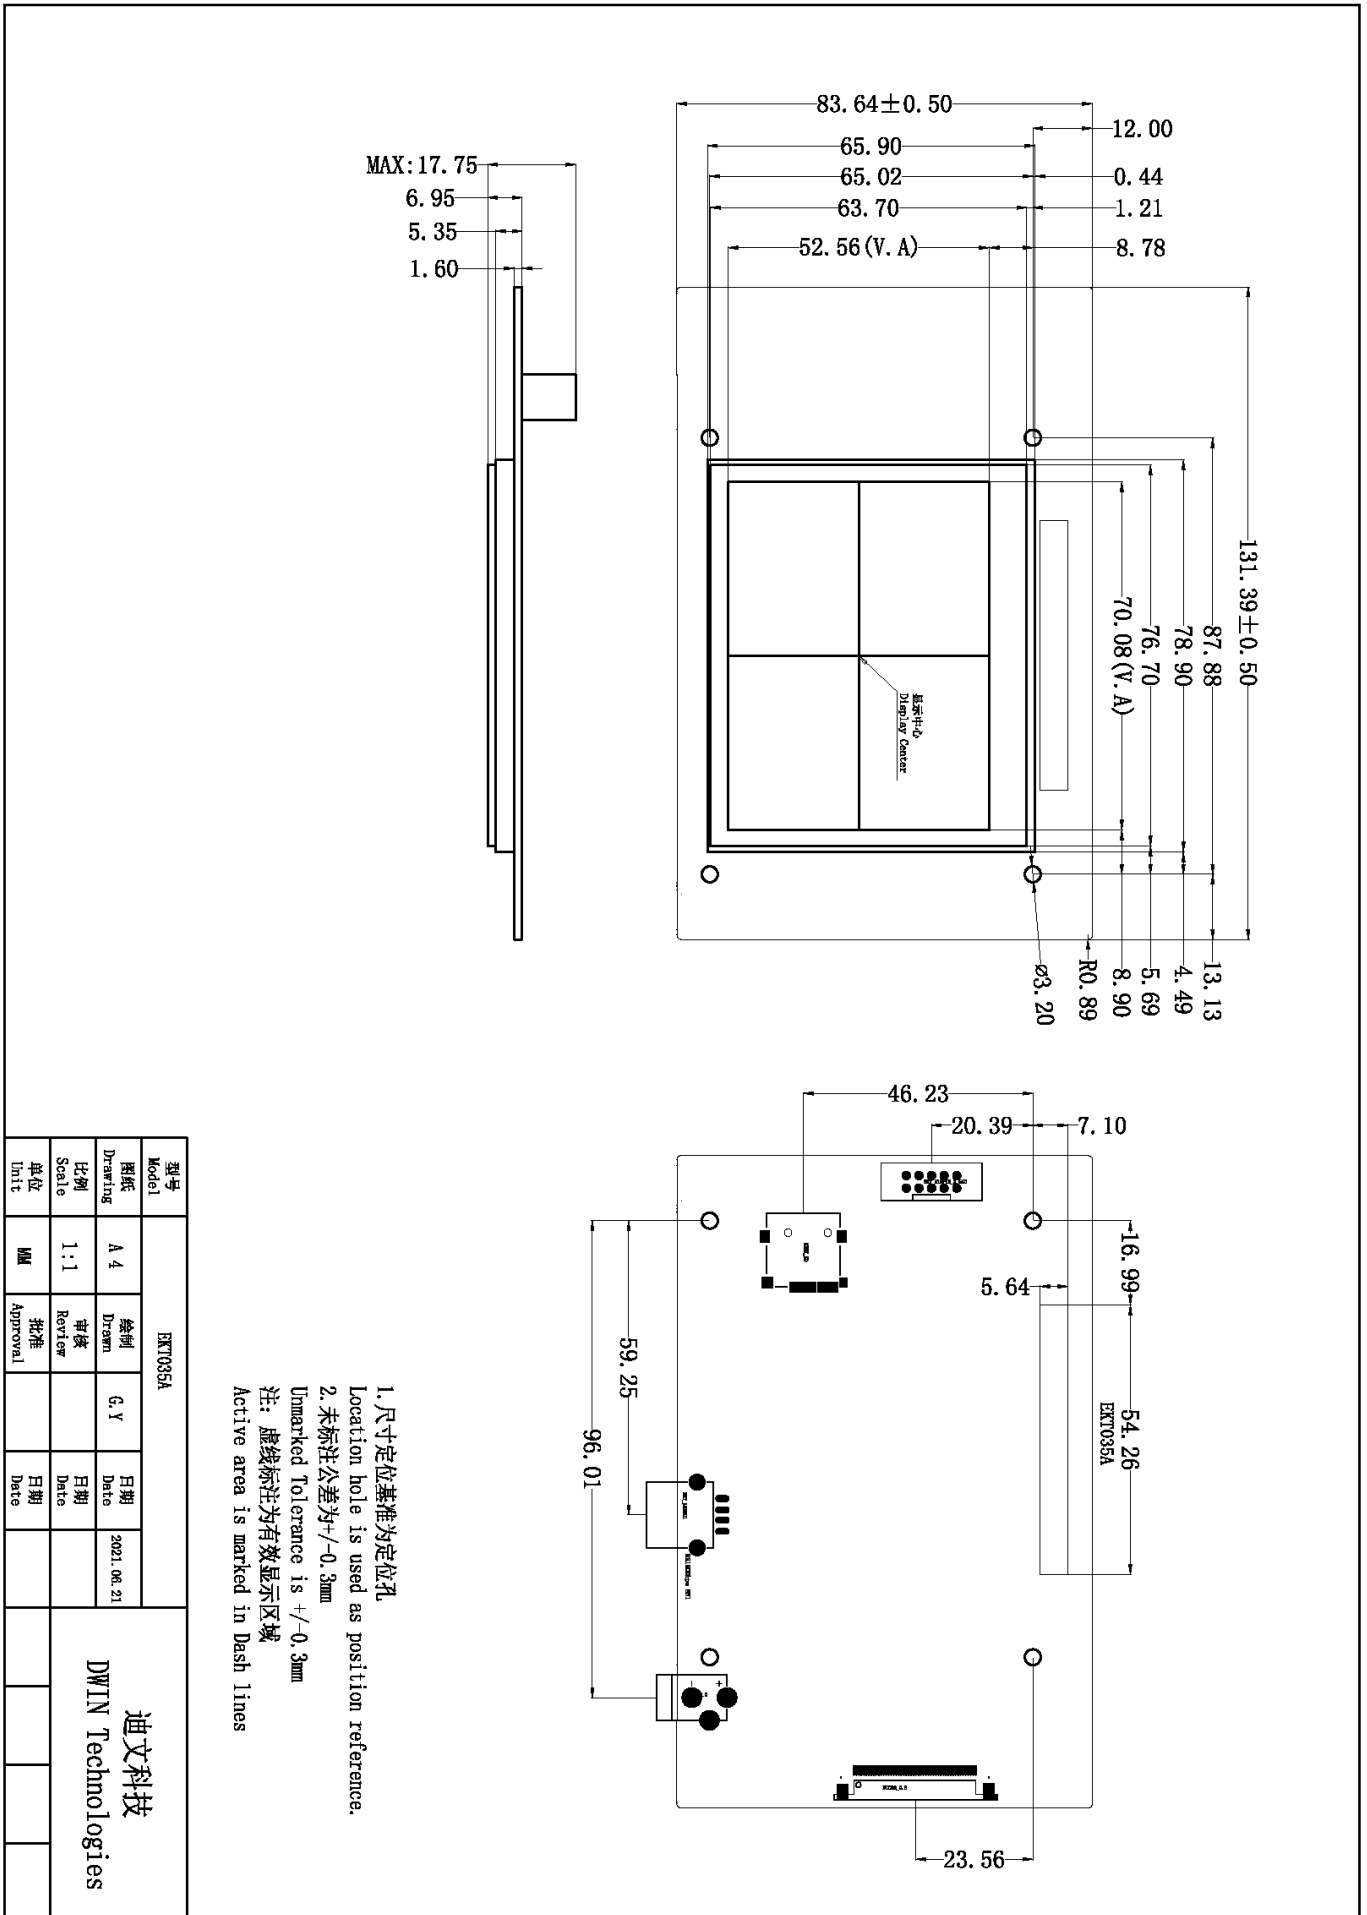 83.64±0.50
12.00
65.90
65.02
0.44
63.70
1.21
52.56(V.A)
8.78
MAX:17.75
6.95
5.35
1.60
131.39±0.50
87.88
78.90
76.70
70.08(V.A)
显示中心
Display Center
13.13
4.49
5.69
8.90
R0.89
Ø3.20
46.23
20.39
7.10
16.99
5.64
54.26
EKT035A
59.25
96.01
+
-
23.56
1.尺寸定位基准为定位孔
Location hole is used as position reference.
2.未标注公差为+/-0.3mm
Unmarked Tolerance is +/-0.3mm
注：虚线标注为有效显示区域
Active area is marked in Dash lines
型号
Model
EKT035A
图纸
Drawing
A4
绘制
Drawn
G.Y
日期
Date
2021.06.21
比例
Scale
1:1
审核
Review
日期
Date
单位
Unit
MM
批准
Approval
日期
Date
迪文科技
DWIN Technologies